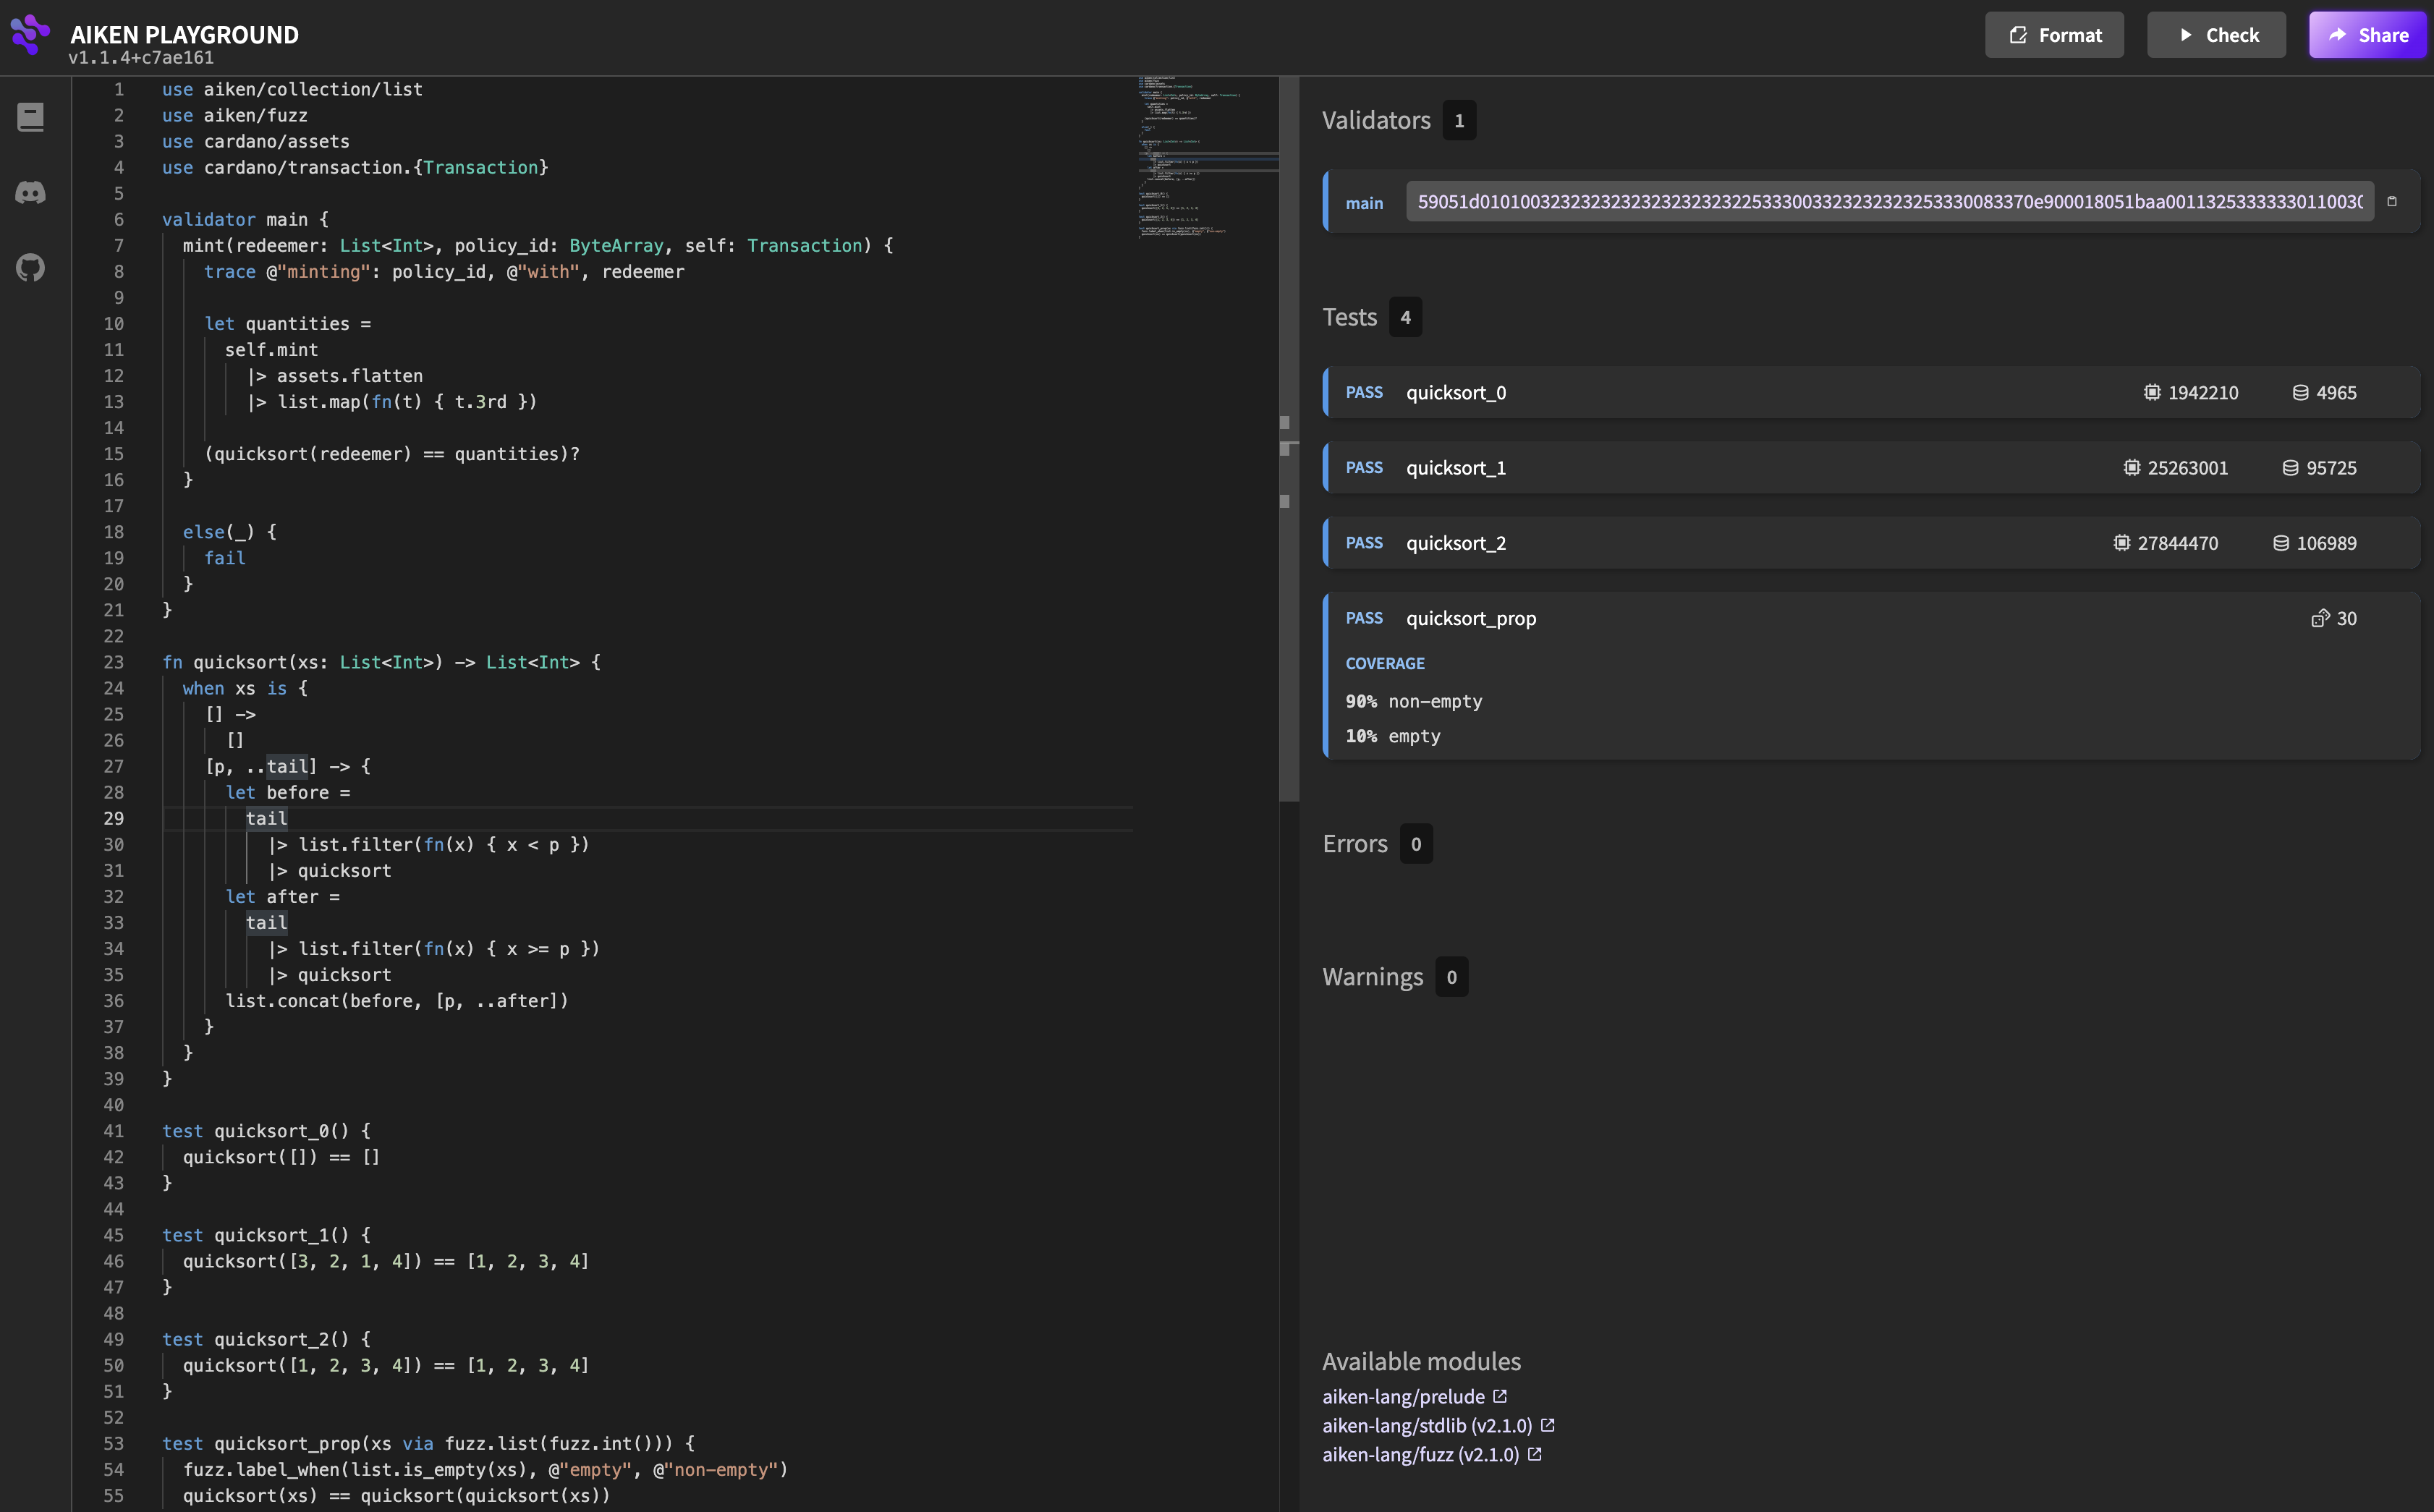 AIKEN PLAYGROUND
v1.1.4+c7ae161
Format
Check
Share
1 use aiken/collection/list
2 use aiken/fuzz
3 use cardano/assets
4 use cardano/transaction.{Transaction}
5
6 validator main {
7 mint(redeemer: List<Int>, policy_id: ByteArray, self: Transaction) {
8 trace @"minting": policy_id, @"with", redeemer
9
10 let quantities =
11 self.mint
12 |> assets.flatten
13 |> list.map(fn(t) { t.3rd })
14
15 (quicksort(redeemer) == quantities)?
16 }
17
18 else(_) {
19 fail
20 }
21 }
22
23 fn quicksort(xs: List<Int>) -> List<Int> {
24 when xs is {
25 [] ->
26 []
27 [p, ..tail] -> {
28 let before =
29 tail
30 |> list.filter(fn(x) { x < p })
31 |> quicksort
32 let after =
33 tail
34 |> list.filter(fn(x) { x >= p })
35 |> quicksort
36 list.concat(before, [p, ..after])
37 }
38 }
39 }
40
41 test quicksort_0() {
42 quicksort([]) == []
43 }
44
45 test quicksort_1() {
46 quicksort([3, 2, 1, 4]) == [1, 2, 3, 4]
47 }
48
49 test quicksort_2() {
50 quicksort([1, 2, 3, 4]) == [1, 2, 3, 4]
51 }
52
53 test quicksort_prop(xs via fuzz.list(fuzz.int())) {
54 fuzz.label_when(list.is_empty(xs), @"empty", @"non-empty")
55 quicksort(xs) == quicksort(quicksort(xs))
Validators 1
main
Tests 4
PASS quicksort_0 1942210 4965
PASS quicksort_1 25263001 95725
PASS quicksort_2 27844470 106989
PASS quicksort_prop 30
COVERAGE
90% non-empty
10% empty
Errors 0
Warnings 0
Available modules
aiken-lang/prelude
aiken-lang/stdlib (v2.1.0)
aiken-lang/fuzz (v2.1.0)